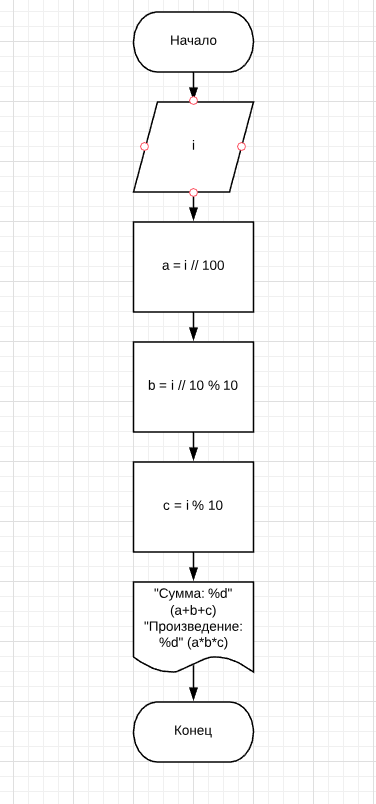 Начало
i
a = i // 100
b = i // 10 % 10
c = i % 10
"Сумма: %d"
(a+b+c)
"Произведение:
%d" (a*b*c)
Конец